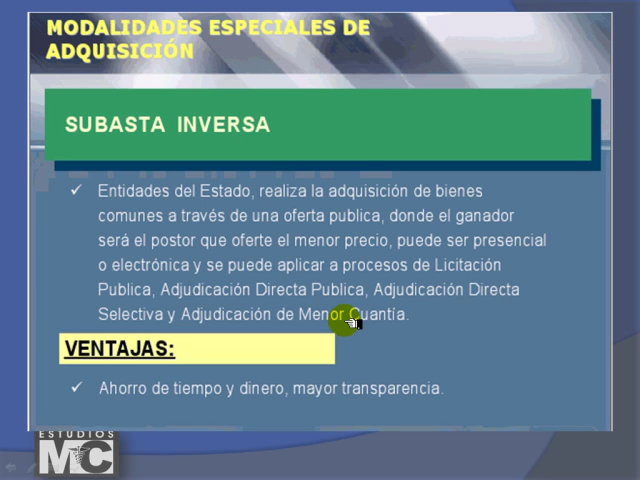 MODALIDADES ESPECIALES DE
ADQUISICIÓN
SUBASTA INVERSA
✓ Entidades del Estado, realiza la adquisición de bienes
comunes a través de una oferta publica, donde el ganador
será el postor que oferte el menor precio, puede ser presencial
o electrónica y se puede aplicar a procesos de Licitación
Publica, Adjudicación Directa Publica, Adjudicación Directa
Selectiva y Adjudicación de Menor Cuantía.
VENTAJAS:
✓ Ahorro de tiempo y dinero, mayor transparencia.
ESTUDIOS
MC